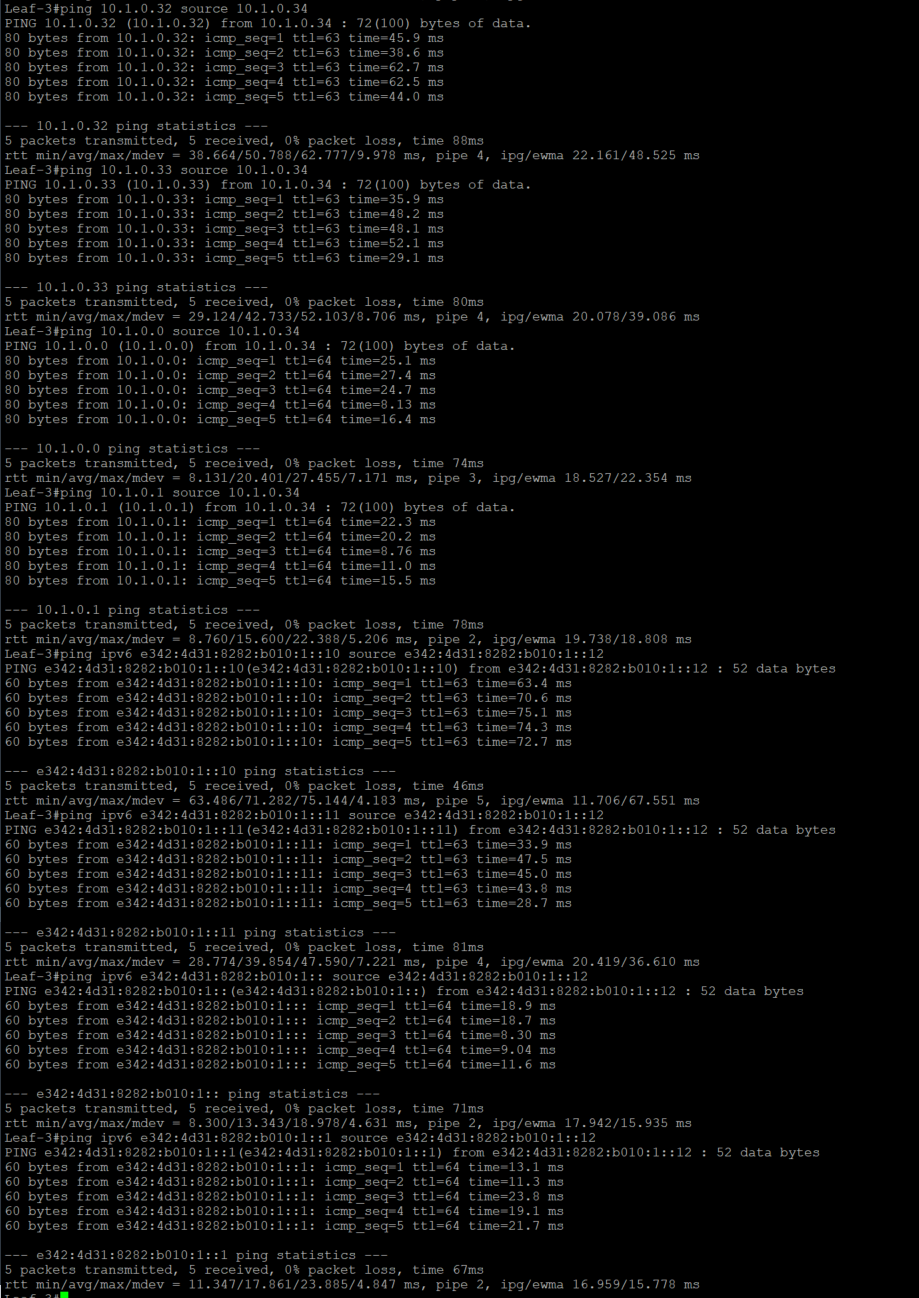 Leaf-3#ping 10.1.0.32 source 10.1.0.34
PING 10.1.0.32 (10.1.0.32) from 10.1.0.34 : 72(100) bytes of data.
80 bytes from 10.1.0.32: icmp_seq=1 ttl=63 time=45.9 ms
80 bytes from 10.1.0.32: icmp_seq=2 ttl=63 time=38.6 ms
80 bytes from 10.1.0.32: icmp_seq=3 ttl=63 time=62.7 ms
80 bytes from 10.1.0.32: icmp_seq=4 ttl=63 time=62.5 ms
80 bytes from 10.1.0.32: icmp_seq=5 ttl=63 time=44.0 ms
--- 10.1.0.32 ping statistics ---
5 packets transmitted, 5 received, 0% packet loss, time 88ms
rtt min/avg/max/mdev = 38.664/50.788/62.777/9.978 ms, pipe 4, ipg/ewma 22.161/48.525 ms
Leaf-3#ping 10.1.0.33 source 10.1.0.34
PING 10.1.0.33 (10.1.0.33) from 10.1.0.34 : 72(100) bytes of data.
80 bytes from 10.1.0.33: icmp_seq=1 ttl=63 time=35.9 ms
80 bytes from 10.1.0.33: icmp_seq=2 ttl=63 time=48.2 ms
80 bytes from 10.1.0.33: icmp_seq=3 ttl=63 time=48.1 ms
80 bytes from 10.1.0.33: icmp_seq=4 ttl=63 time=52.1 ms
80 bytes from 10.1.0.33: icmp_seq=5 ttl=63 time=29.1 ms
--- 10.1.0.33 ping statistics ---
5 packets transmitted, 5 received, 0% packet loss, time 80ms
rtt min/avg/max/mdev = 29.124/42.733/52.103/8.706 ms, pipe 4, ipg/ewma 20.078/39.086 ms
Leaf-3#ping 10.1.0.0 source 10.1.0.34
PING 10.1.0.0 (10.1.0.0) from 10.1.0.34 : 72(100) bytes of data.
80 bytes from 10.1.0.0: icmp_seq=1 ttl=64 time=25.1 ms
80 bytes from 10.1.0.0: icmp_seq=2 ttl=64 time=27.4 ms
80 bytes from 10.1.0.0: icmp_seq=3 ttl=64 time=24.7 ms
80 bytes from 10.1.0.0: icmp_seq=4 ttl=64 time=8.13 ms
80 bytes from 10.1.0.0: icmp_seq=5 ttl=64 time=16.4 ms
--- 10.1.0.0 ping statistics ---
5 packets transmitted, 5 received, 0% packet loss, time 74ms
rtt min/avg/max/mdev = 8.131/20.401/27.455/7.171 ms, pipe 3, ipg/ewma 18.527/22.354 ms
Leaf-3#ping 10.1.0.1 source 10.1.0.34
PING 10.1.0.1 (10.1.0.1) from 10.1.0.34 : 72(100) bytes of data.
80 bytes from 10.1.0.1: icmp_seq=1 ttl=64 time=22.3 ms
80 bytes from 10.1.0.1: icmp_seq=2 ttl=64 time=20.2 ms
80 bytes from 10.1.0.1: icmp_seq=3 ttl=64 time=8.76 ms
80 bytes from 10.1.0.1: icmp_seq=4 ttl=64 time=11.0 ms
80 bytes from 10.1.0.1: icmp_seq=5 ttl=64 time=15.5 ms
--- 10.1.0.1 ping statistics ---
5 packets transmitted, 5 received, 0% packet loss, time 78ms
rtt min/avg/max/mdev = 8.760/15.600/22.388/5.206 ms, pipe 2, ipg/ewma 19.738/18.808 ms
Leaf-3#ping ipv6 e342:4d31:8282:b010:1::10 source e342:4d31:8282:b010:1::12
PING e342:4d31:8282:b010:1::10(e342:4d31:8282:b010:1::10) from e342:4d31:8282:b010:1::12 : 52 data bytes
60 bytes from e342:4d31:8282:b010:1::10: icmp_seq=1 ttl=63 time=63.4 ms
60 bytes from e342:4d31:8282:b010:1::10: icmp_seq=2 ttl=63 time=70.6 ms
60 bytes from e342:4d31:8282:b010:1::10: icmp_seq=3 ttl=63 time=75.1 ms
60 bytes from e342:4d31:8282:b010:1::10: icmp_seq=4 ttl=63 time=74.3 ms
60 bytes from e342:4d31:8282:b010:1::10: icmp_seq=5 ttl=63 time=72.7 ms
--- e342:4d31:8282:b010:1::10 ping statistics ---
5 packets transmitted, 5 received, 0% packet loss, time 46ms
rtt min/avg/max/mdev = 63.486/71.282/75.144/4.183 ms, pipe 5, ipg/ewma 11.706/67.551 ms
Leaf-3#ping ipv6 e342:4d31:8282:b010:1::11 source e342:4d31:8282:b010:1::12
PING e342:4d31:8282:b010:1::11(e342:4d31:8282:b010:1::11) from e342:4d31:8282:b010:1::12 : 52 data bytes
60 bytes from e342:4d31:8282:b010:1::11: icmp_seq=1 ttl=63 time=33.9 ms
60 bytes from e342:4d31:8282:b010:1::11: icmp_seq=2 ttl=63 time=47.5 ms
60 bytes from e342:4d31:8282:b010:1::11: icmp_seq=3 ttl=63 time=45.0 ms
60 bytes from e342:4d31:8282:b010:1::11: icmp_seq=4 ttl=63 time=43.8 ms
60 bytes from e342:4d31:8282:b010:1::11: icmp_seq=5 ttl=63 time=28.7 ms
--- e342:4d31:8282:b010:1::11 ping statistics ---
5 packets transmitted, 5 received, 0% packet loss, time 81ms
rtt min/avg/max/mdev = 28.774/39.854/47.590/7.221 ms, pipe 4, ipg/ewma 20.419/36.610 ms
Leaf-3#ping ipv6 e342:4d31:8282:b010:1:: source e342:4d31:8282:b010:1::12
PING e342:4d31:8282:b010:1::(e342:4d31:8282:b010:1::) from e342:4d31:8282:b010:1::12 : 52 data bytes
60 bytes from e342:4d31:8282:b010:1::: icmp_seq=1 ttl=64 time=18.9 ms
60 bytes from e342:4d31:8282:b010:1::: icmp_seq=2 ttl=64 time=18.7 ms
60 bytes from e342:4d31:8282:b010:1::: icmp_seq=3 ttl=64 time=8.30 ms
60 bytes from e342:4d31:8282:b010:1::: icmp_seq=4 ttl=64 time=9.04 ms
60 bytes from e342:4d31:8282:b010:1::: icmp_seq=5 ttl=64 time=11.6 ms
--- e342:4d31:8282:b010:1:: ping statistics ---
5 packets transmitted, 5 received, 0% packet loss, time 71ms
rtt min/avg/max/mdev = 8.300/13.343/18.978/4.631 ms, pipe 2, ipg/ewma 17.942/15.935 ms
Leaf-3#ping ipv6 e342:4d31:8282:b010:1::1 source e342:4d31:8282:b010:1::12
PING e342:4d31:8282:b010:1::1(e342:4d31:8282:b010:1::1) from e342:4d31:8282:b010:1::12 : 52 data bytes
60 bytes from e342:4d31:8282:b010:1::1: icmp_seq=1 ttl=64 time=13.1 ms
60 bytes from e342:4d31:8282:b010:1::1: icmp_seq=2 ttl=64 time=11.3 ms
60 bytes from e342:4d31:8282:b010:1::1: icmp_seq=3 ttl=64 time=23.8 ms
60 bytes from e342:4d31:8282:b010:1::1: icmp_seq=4 ttl=64 time=19.1 ms
60 bytes from e342:4d31:8282:b010:1::1: icmp_seq=5 ttl=64 time=21.7 ms
--- e342:4d31:8282:b010:1::1 ping statistics ---
5 packets transmitted, 5 received, 0% packet loss, time 67ms
rtt min/avg/max/mdev = 11.347/17.861/23.885/4.847 ms, pipe 2, ipg/ewma 16.959/15.778 ms
Leaf-3#